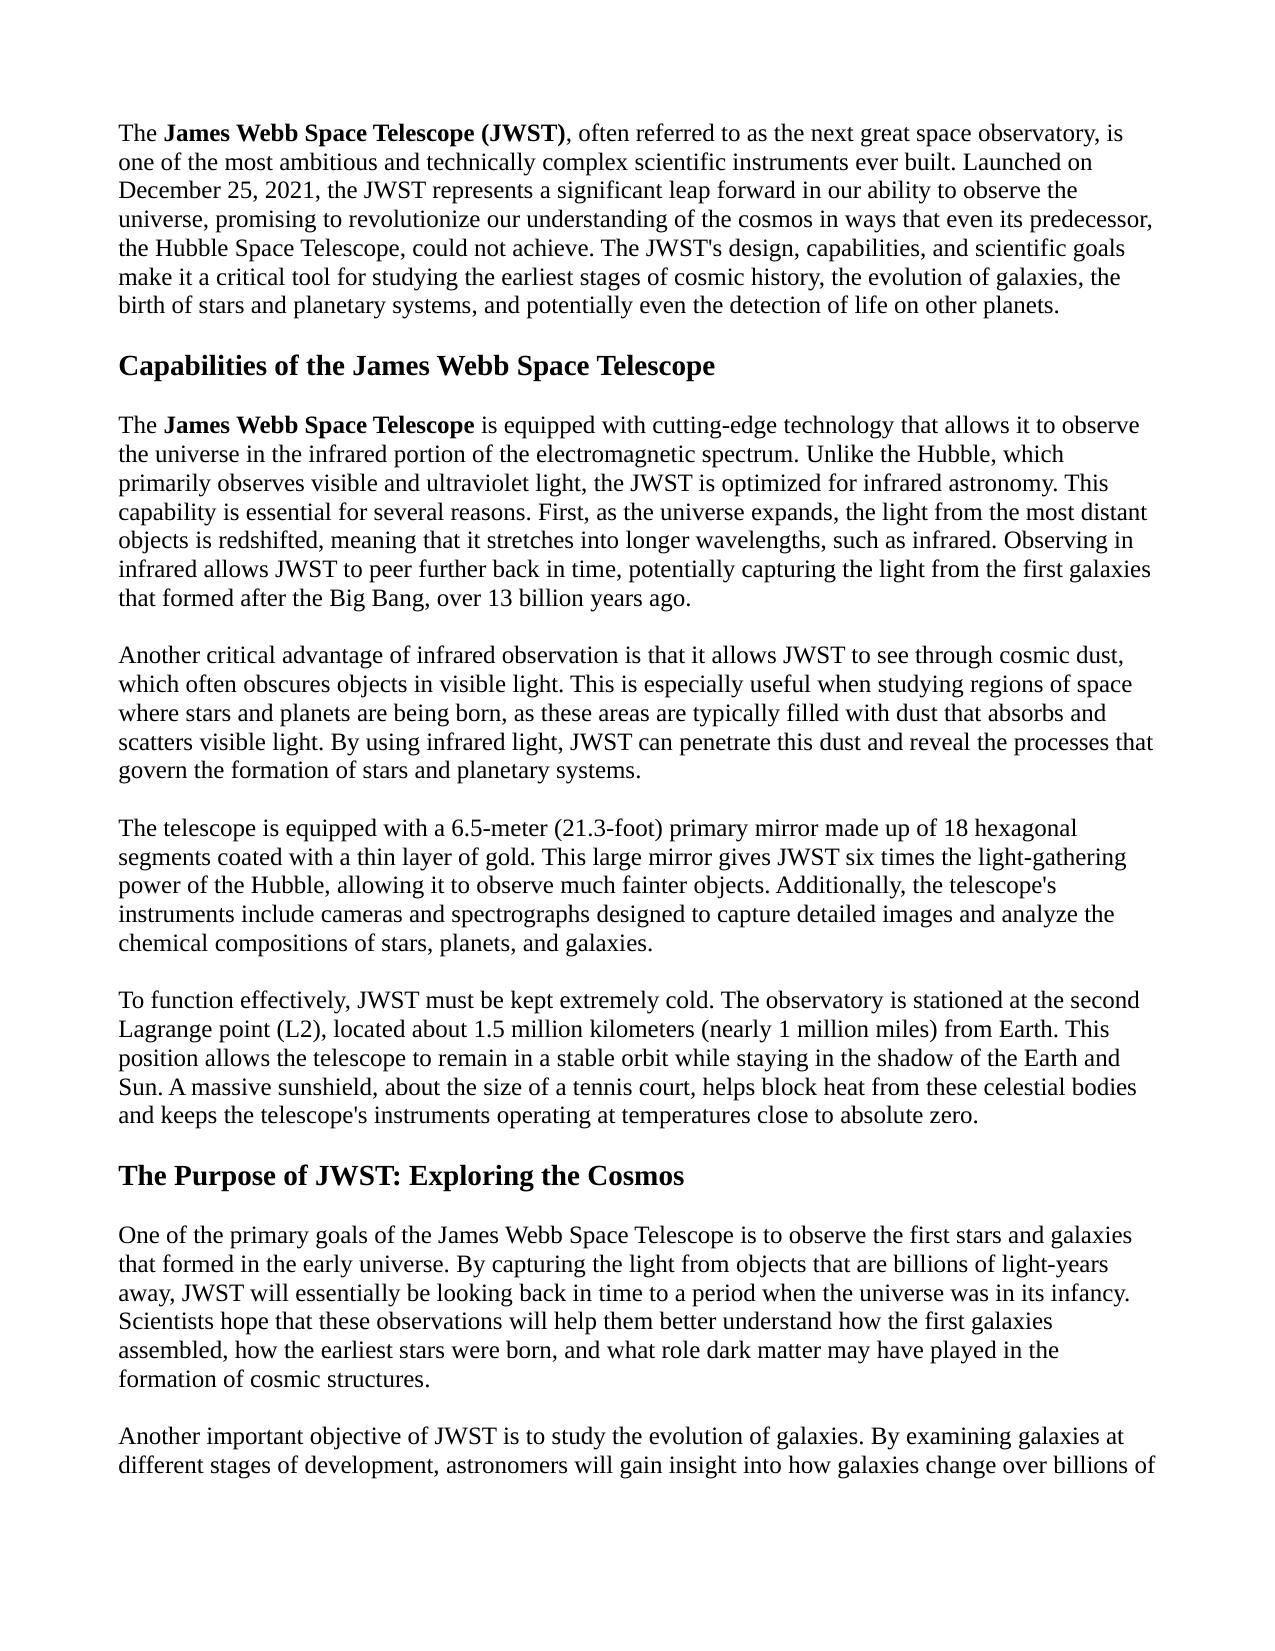 The James Webb Space Telescope (JWST), often referred to as the next great space observatory, is
one of the most ambitious and technically complex scientific instruments ever built. Launched on
December 25, 2021, the JWST represents a significant leap forward in our ability to observe the
universe, promising to revolutionize our understanding of the cosmos in ways that even its predecessor,
the Hubble Space Telescope, could not achieve. The JWST's design, capabilities, and scientific goals
make it a critical tool for studying the earliest stages of cosmic history, the evolution of galaxies, the
birth of stars and planetary systems, and potentially even the detection of life on other planets.
Capabilities of the James Webb Space Telescope
The James Webb Space Telescope is equipped with cutting-edge technology that allows it to observe
the universe in the infrared portion of the electromagnetic spectrum. Unlike the Hubble, which
primarily observes visible and ultraviolet light, the JWST is optimized for infrared astronomy. This
capability is essential for several reasons. First, as the universe expands, the light from the most distant
objects is redshifted, meaning that it stretches into longer wavelengths, such as infrared. Observing in
infrared allows JWST to peer further back in time, potentially capturing the light from the first galaxies
that formed after the Big Bang, over 13 billion years ago.
Another critical advantage of infrared observation is that it allows JWST to see through cosmic dust,
which often obscures objects in visible light. This is especially useful when studying regions of space
where stars and planets are being born, as these areas are typically filled with dust that absorbs and
scatters visible light. By using infrared light, JWST can penetrate this dust and reveal the processes that
govern the formation of stars and planetary systems.
The telescope is equipped with a 6.5-meter (21.3-foot) primary mirror made up of 18 hexagonal
segments coated with a thin layer of gold. This large mirror gives JWST six times the light-gathering
power of the Hubble, allowing it to observe much fainter objects. Additionally, the telescope's
instruments include cameras and spectrographs designed to capture detailed images and analyze the
chemical compositions of stars, planets, and galaxies.
To function effectively, JWST must be kept extremely cold. The observatory is stationed at the second
Lagrange point (L2), located about 1.5 million kilometers (nearly 1 million miles) from Earth. This
position allows the telescope to remain in a stable orbit while staying in the shadow of the Earth and
Sun. A massive sunshield, about the size of a tennis court, helps block heat from these celestial bodies
and keeps the telescope's instruments operating at temperatures close to absolute zero.
The Purpose of JWST: Exploring the Cosmos
One of the primary goals of the James Webb Space Telescope is to observe the first stars and galaxies
that formed in the early universe. By capturing the light from objects that are billions of light-years
away, JWST will essentially be looking back in time to a period when the universe was in its infancy.
Scientists hope that these observations will help them better understand how the first galaxies
assembled, how the earliest stars were born, and what role dark matter may have played in the
formation of cosmic structures.
Another important objective of JWST is to study the evolution of galaxies. By examining galaxies at
different stages of development, astronomers will gain insight into how galaxies change over billions of